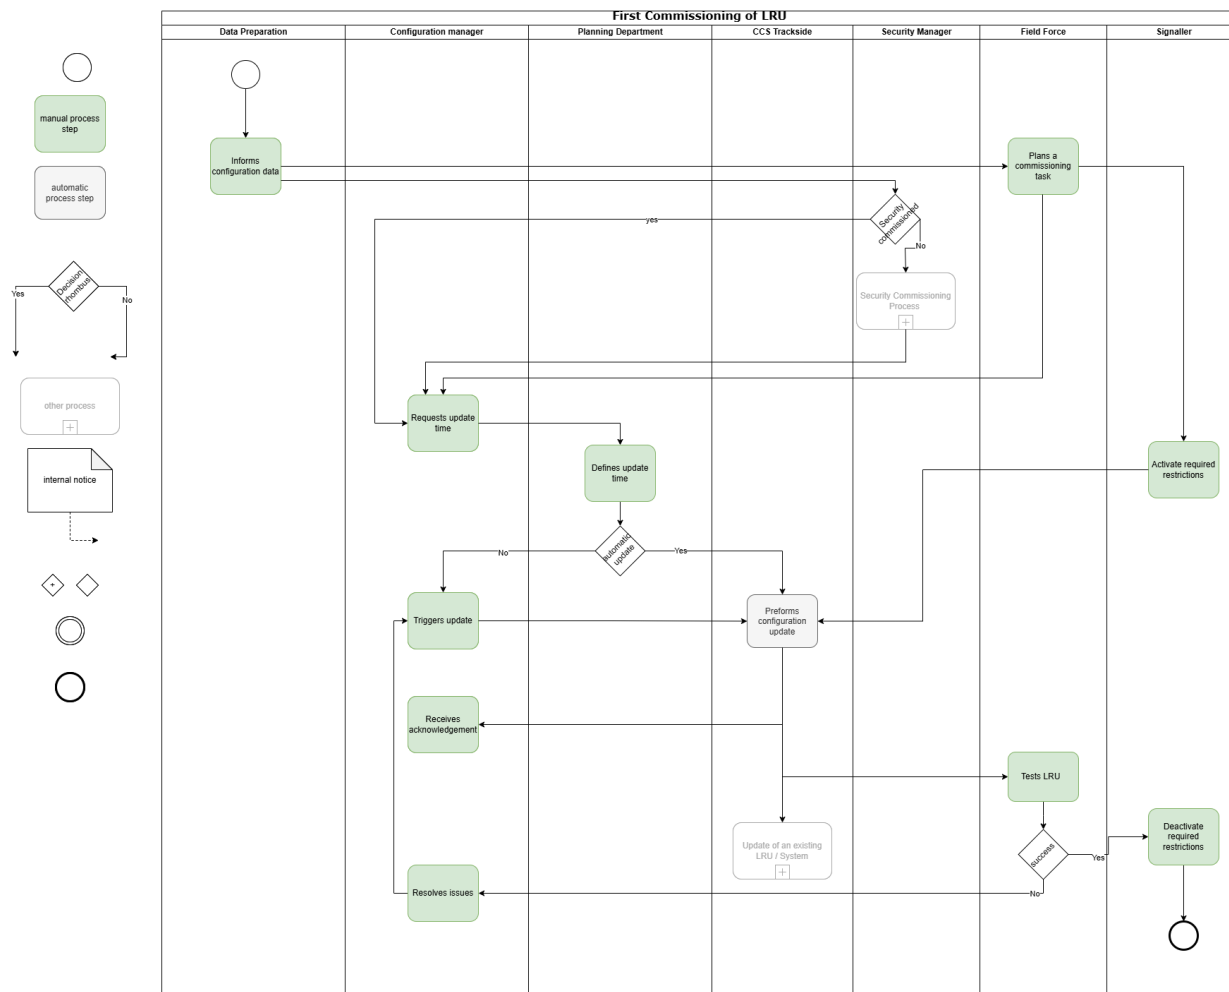 First Commissioning of LRU
Data Preparation
Configuration manager
Planning Department
CCS Trackside
Security Manager
Field Force
Signaller
manual process
step
automatic
process step
Decision
rhombus
Yes
No
other process
internal notice
Informs
configuration data
Plans a
commissioning
task
Security
commissioned
yes
No
Security Commissioning
Process
Requests update
time
Defines update
time
Activate required
restrictions
automatic
update
No
Yes
Triggers update
Preforms
configuration
update
Receives
acknowledgement
Tests LRU
Update of an existing
LRU / System
success
Yes
Deactivate
required
restrictions
Resolves issues
No